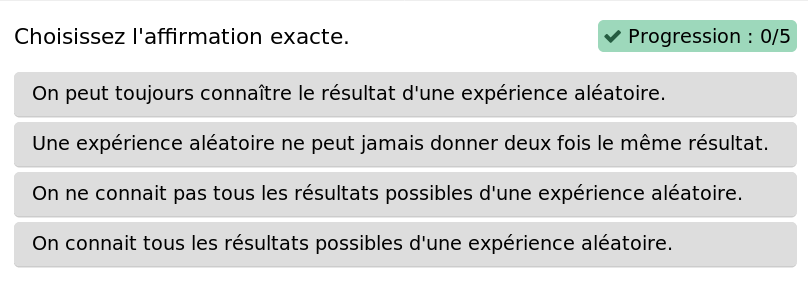 Choisissez l'affirmation exacte.
Progression : 0/5
On peut toujours connaître le résultat d'une expérience aléatoire.
Une expérience aléatoire ne peut jamais donner deux fois le même résultat.
On ne connait pas tous les résultats possibles d'une expérience aléatoire.
On connait tous les résultats possibles d'une expérience aléatoire.